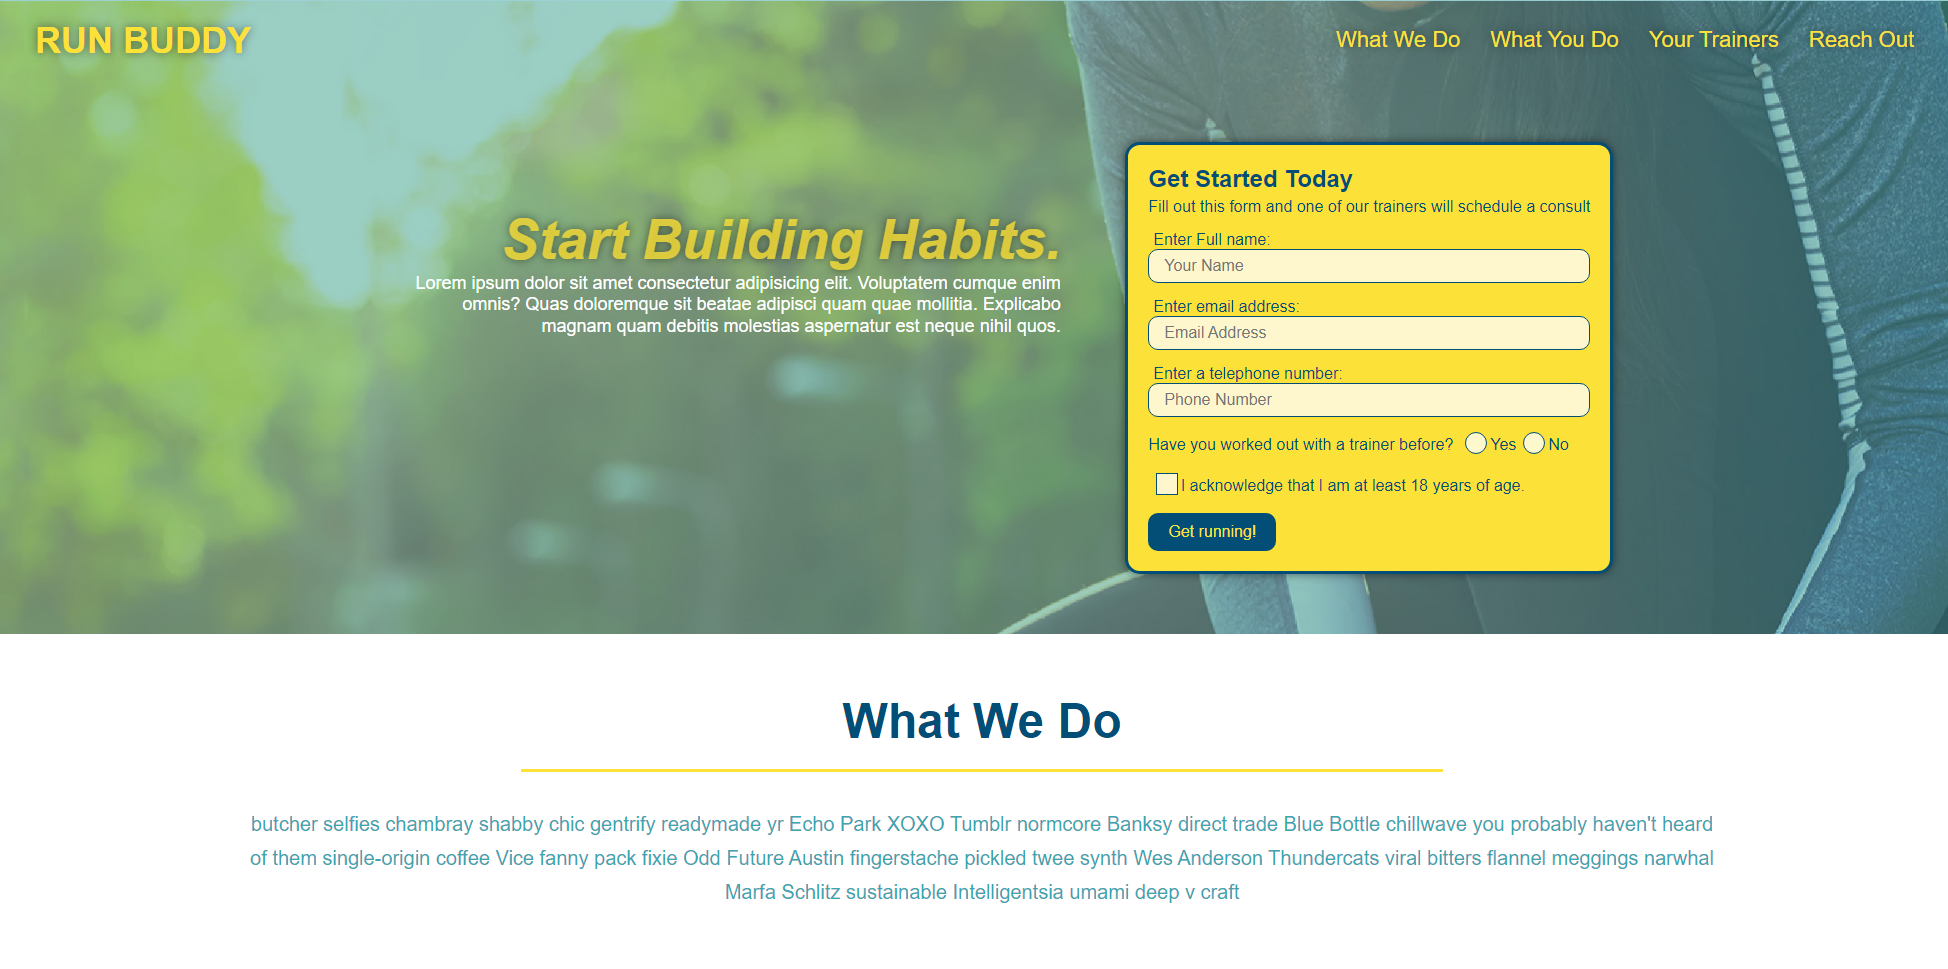 RUN BUDDY
What We Do
What You Do
Your Trainers
Reach Out
Start Building Habits.
Lorem ipsum dolor sit amet consectetur adipisicing elit. Voluptatem cumque enim
omnis? Quas doloremque sit beatae adipisci quam quae mollitia. Explicabo
magnam quam debitis molestias aspernatur est neque nihil quos.
Get Started Today
Fill out this form and one of our trainers will schedule a consult
Enter Full name:
Your Name
Enter email address:
Email Address
Enter a telephone number:
Phone Number
Have you worked out with a trainer before? Yes No
I acknowledge that I am at least 18 years of age.
Get running!
What We Do
butcher selfies chambray shabby chic gentrify readymade yr Echo Park XOXO Tumblr normcore Banksy direct trade Blue Bottle chillwave you probably haven't heard
of them single-origin coffee Vice fanny pack fixie Odd Future Austin fingerstache pickled twee synth Wes Anderson Thundercats viral bitters flannel meggings narwhal
Marfa Schlitz sustainable Intelligentsia umami deep v craft